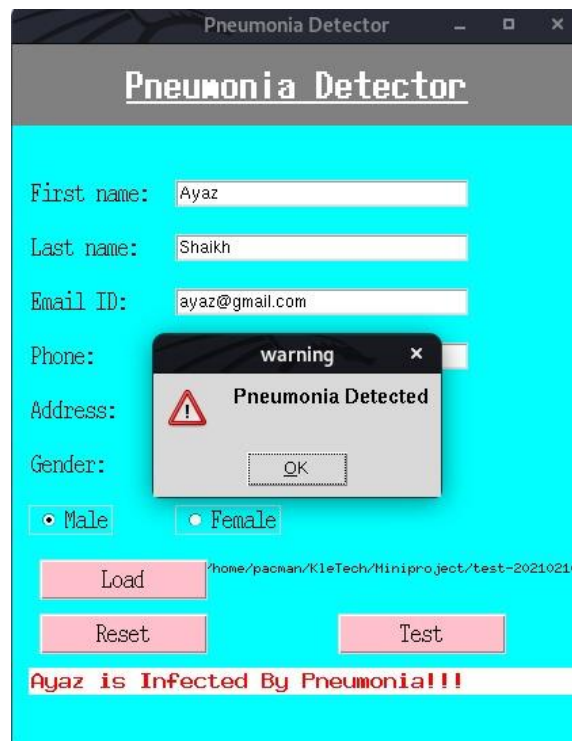 Pneumonia Detector
Pneumonia Detector
First name: Ayaz
Last name: Shaikh
Email ID: ayaz@gmail.com
Phone:
warning
Pneumonia Detected
OK
Address:
Gender:
Male Female
Load /home/pacman/KleTech/Miniproject/test-2021021
Reset Test
Ayaz is Infected By Pneumonia!!!